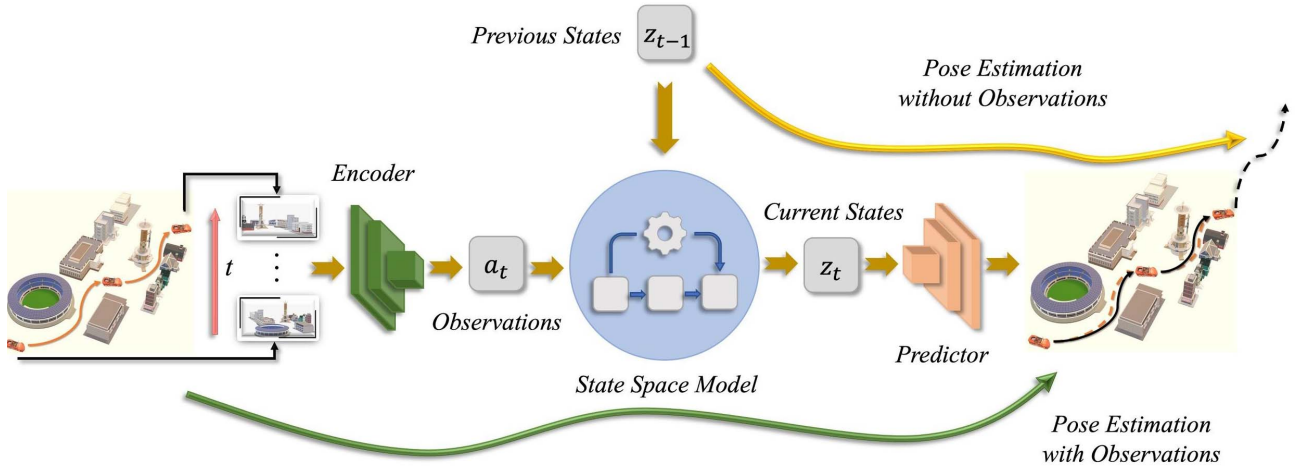 Previous States
z_{t-1}
Pose Estimation
without Observations
Encoder
t
a_t
Observations
Current States
z_t
Predictor
State Space Model
Pose Estimation
with Observations